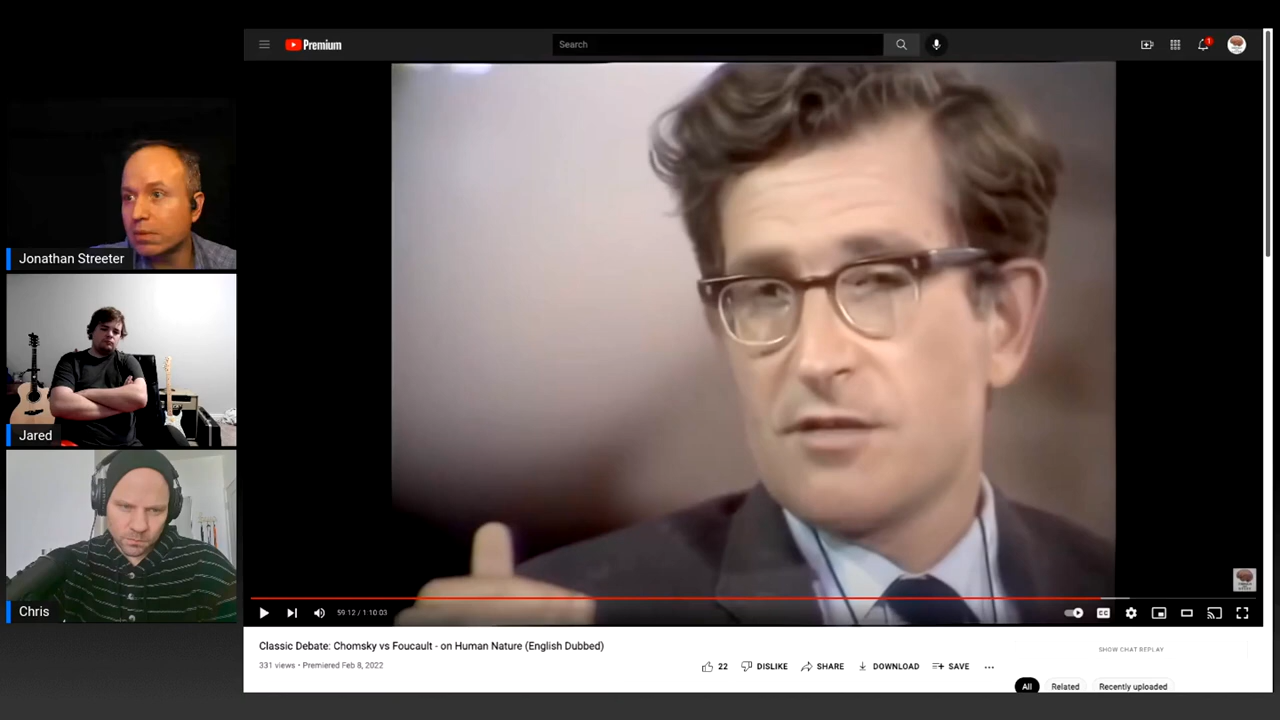 Premium
Search
1
Jonathan Streeter
Jared
Chris
59:12 / 1:10:03
CC
Classic Debate: Chomsky vs Foucault - on Human Nature (English Dubbed)
331 views • Premiered Feb 8, 2022
22
DISLIKE
SHARE
DOWNLOAD
SAVE
SHOW CHAT REPLAY
All
Related
Recently uploaded